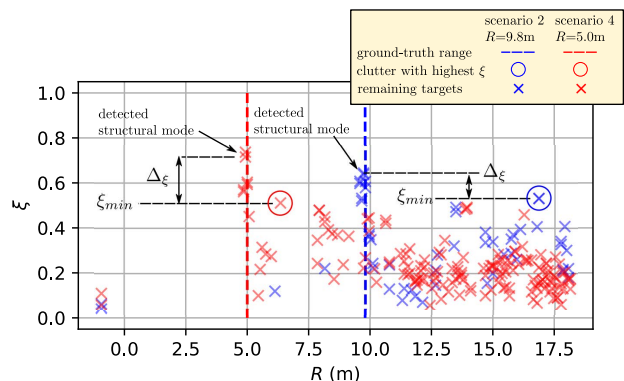 scenario 2 scenario 4
R=9.8m R=5.0m
ground-truth range
clutter with highest ξ
remaining targets
detected
structural mode
detected
structural mode
Δξ
ξmin
Δξ
ξmin
ξ
1.0
0.8
0.6
0.4
0.2
0.0
0.0 2.5 5.0 7.5 10.0 12.5 15.0 17.5
R (m)